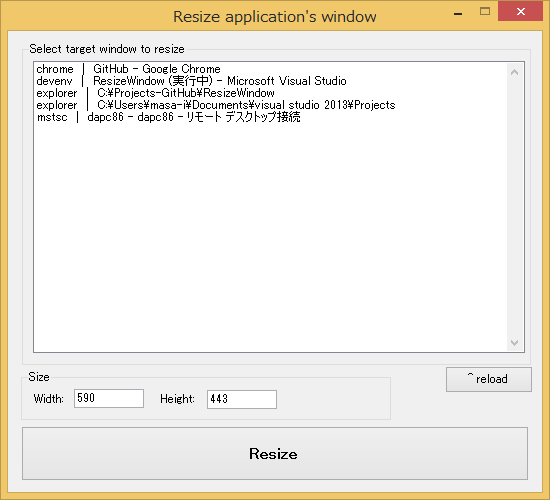 Resize application's window
Select target window to resize
chrome | GitHub - Google Chrome
devenv | ResizeWindow (実行中) - Microsoft Visual Studio
explorer | C:¥Projects-GitHub¥ResizeWindow
explorer | C:¥Users¥masa-i¥Documents¥visual studio 2013¥Projects
mstsc | dapc86 - dapc86 - リモート デスクトップ接続
^ reload
Size
Width: 590 Height: 443
Resize